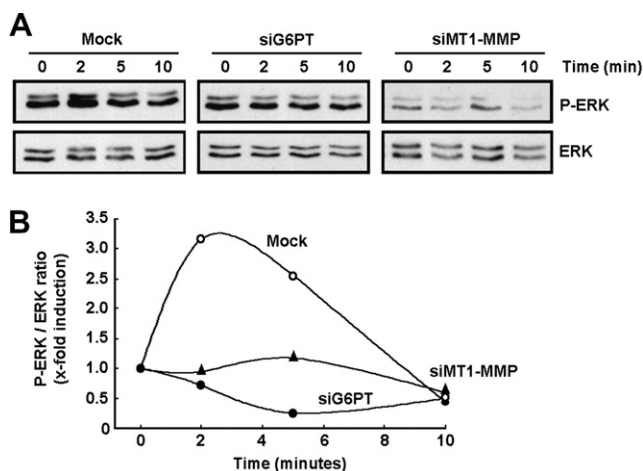 A
Mock siG6PT siMT1-MMP
0 2 5 10 0 2 5 10 0 2 5 10 Time (min)
P-ERK
ERK
B
P-ERK / ERK ratio
(x-fold induction)
3.5
3.0
2.5
2.0
1.5
1.0
0.5
0
Mock
siMT1-MMP
siG6PT
0 2 4 6 8 10
Time (minutes)